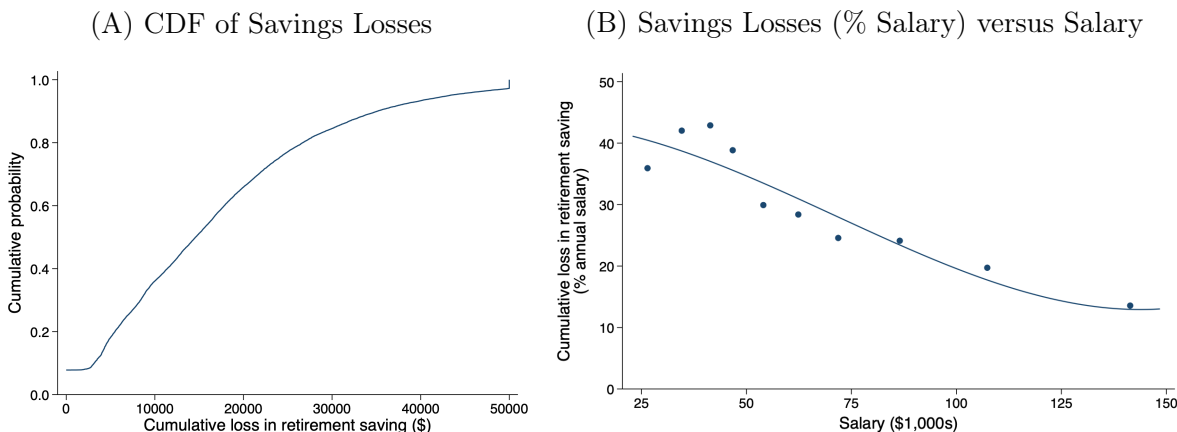 (A) CDF of Savings Losses
Cumulative probability
1.0
0.8
0.6
0.4
0.2
0.0
0 10000 20000 30000 40000 50000
Cumulative loss in retirement saving ($)
(B) Savings Losses (% Salary) versus Salary
Cumulative loss in retirement saving
(% annual salary)
50
40
30
20
10
0
25 50 75 100 125 150
Salary ($1,000s)